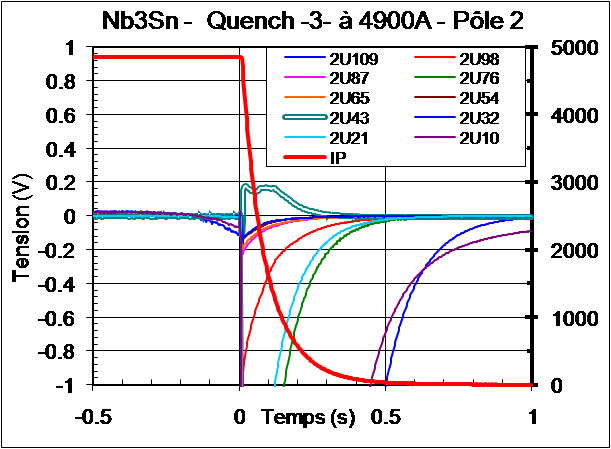 Nb3Sn - Quench -3- à 4900A - Pôle 2
1 5000
0.8
0.6
0.4
0.2
0
-0.2
-0.4
-0.6
-0.8
-1
4000
3000
2000
1000
0
2U109 2U98
2U87 2U76
2U65 2U54
2U43 2U32
2U21 2U10
IP
Tension (V)
-0.5 0 Temps (s) 0.5 1